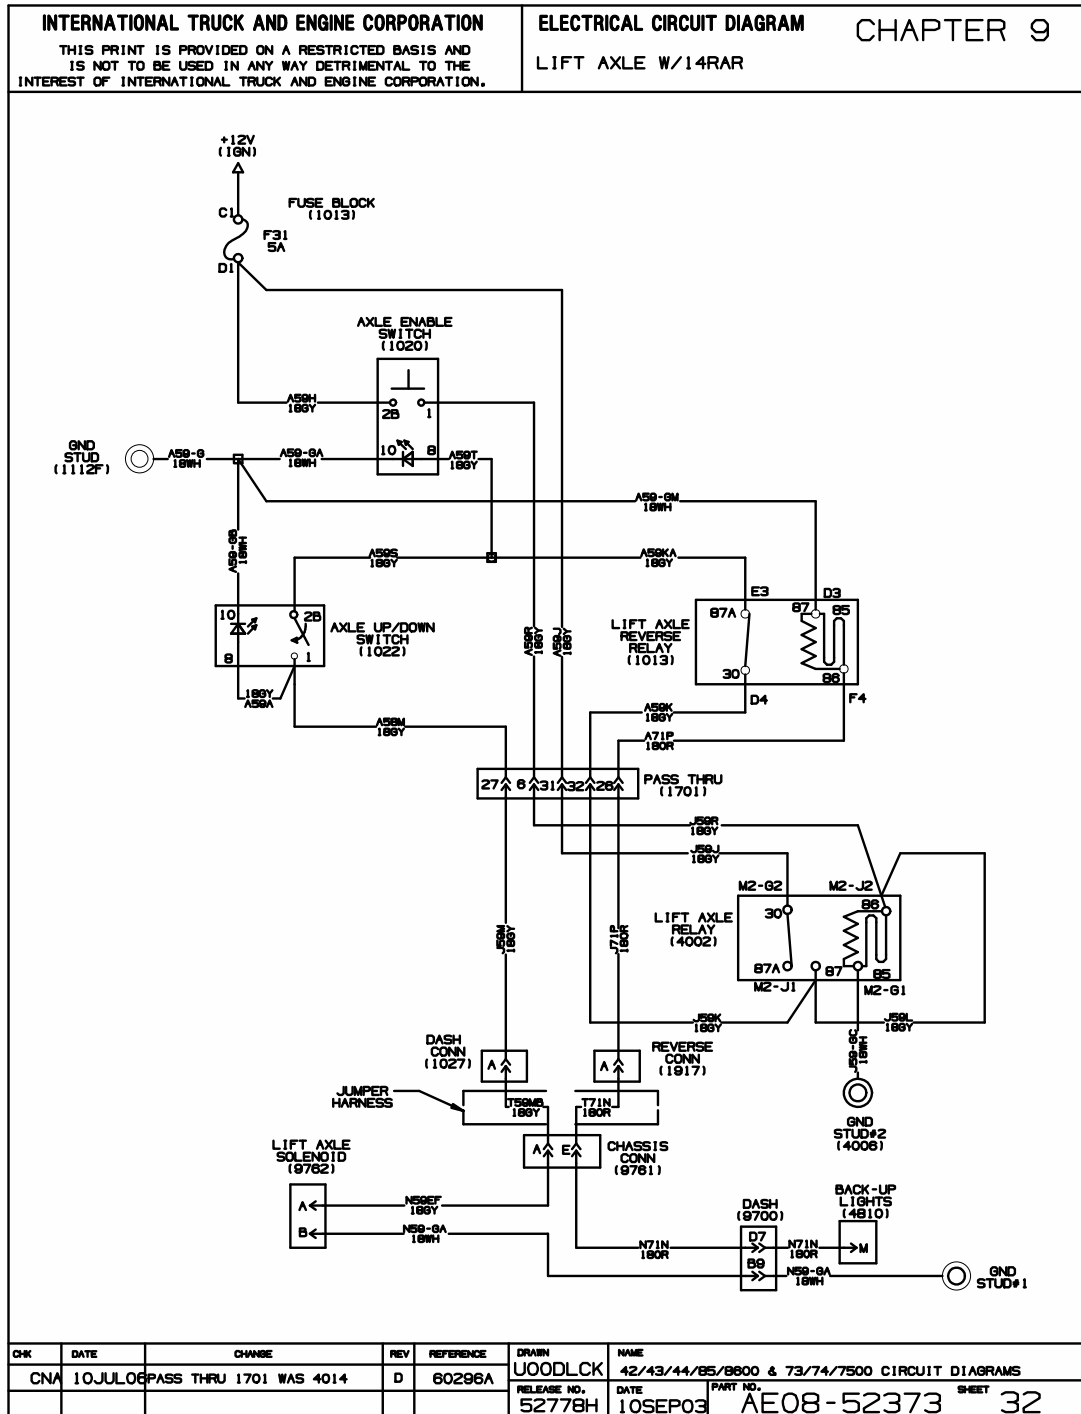 INTERNATIONAL TRUCK AND ENGINE CORPORATION
THIS PRINT IS PROVIDED ON A RESTRICTED BASIS AND
IS NOT TO BE USED IN ANY WAY DETRIMENTAL TO THE
INTEREST OF INTERNATIONAL TRUCK AND ENGINE CORPORATION.
ELECTRICAL CIRCUIT DIAGRAM
CHAPTER 9
LIFT AXLE W/14RAR
+12V
(IGN)
C1
FUSE BLOCK
(1013)
F31
5A
D1
AXLE ENABLE
SWITCH
(1020)
A59H
18GY
2B
1
GND
STUD
(1112F)
A59-G
18WH
A59-GA
18WH
10
8
A59T
18GY
A59-GM
18WH
A59-GB
18WH
A59S
18GY
A59KA
18GY
10
2B
8
1
AXLE UP/DOWN
SWITCH
(1022)
18GY
A59A
A59R
18GY
A59J
18GY
E3
D3
87A
87
85
LIFT AXLE
REVERSE
RELAY
(1013)
30
86
D4
F4
A59M
18GY
A59K
18GY
A71P
18OR
27
6
31
32
26
PASS THRU
(1701)
J59R
18GY
J59J
18GY
M2-G2
M2-J2
LIFT AXLE
RELAY
(4002)
30
86
87A
87
85
M2-J1
M2-G1
J59M
18GY
J71P
18OR
J59K
18GY
J59L
18GY
J59-GC
18WH
DASH
CONN
(1027)
A
A
REVERSE
CONN
(1917)
GND
STUD#2
(4006)
JUMPER
HARNESS
T59MB
18GY
T71N
18OR
A
E
CHASSIS
CONN
(9761)
LIFT AXLE
SOLENOID
(9762)
A
B
N59EF
18GY
N59-GA
18WH
N71N
18OR
DASH
(9700)
D7
B9
N71N
18OR
N59-GA
18WH
BACK-UP
LIGHTS
(4810)
M
GND
STUD#1
CHK
DATE
CHANGE
REV
REFERENCE
CNA
10JUL06
PASS THRU 1701 WAS 4014
D
60296A
DRAWN
UOODLCK
NAME
42/43/44/85/8600 & 73/74/7500 CIRCUIT DIAGRAMS
RELEASE NO.
52778H
DATE
10SEP03
PART NO.
AE08-52373
SHEET
32